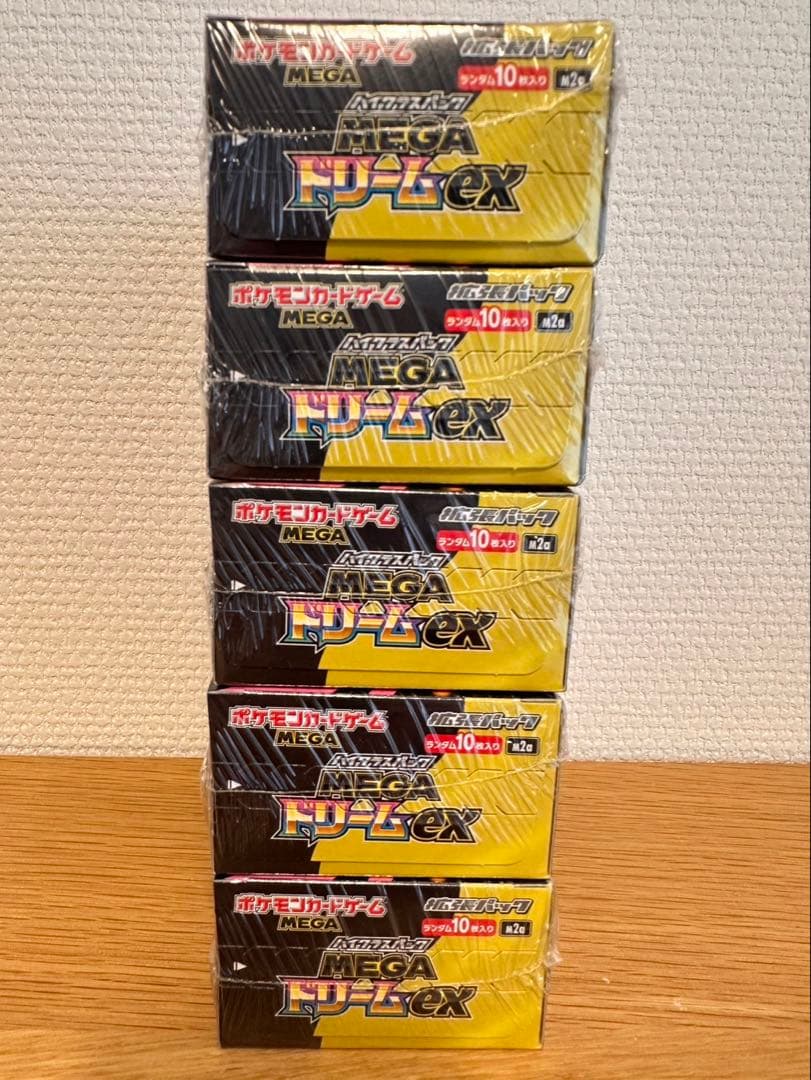 ポケモンカードゲーム
MEGA
拡張パック
ランダム10枚入り
M2a
ハイクラスパック
MEGA
ドリームex
ポケモンカードゲーム
MEGA
拡張パック
ランダム10枚入り
M2a
ハイクラスパック
MEGA
ドリームex
ポケモンカードゲーム
MEGA
拡張パック
ランダム10枚入り
M2a
ハイクラスパック
MEGA
ドリームex
ポケモンカードゲーム
MEGA
拡張パック
ランダム10枚入り
M2a
ハイクラスパック
MEGA
ドリームex
ポケモンカードゲーム
MEGA
拡張パック
ランダム10枚入り
M2a
ハイクラスパック
MEGA
ドリームex